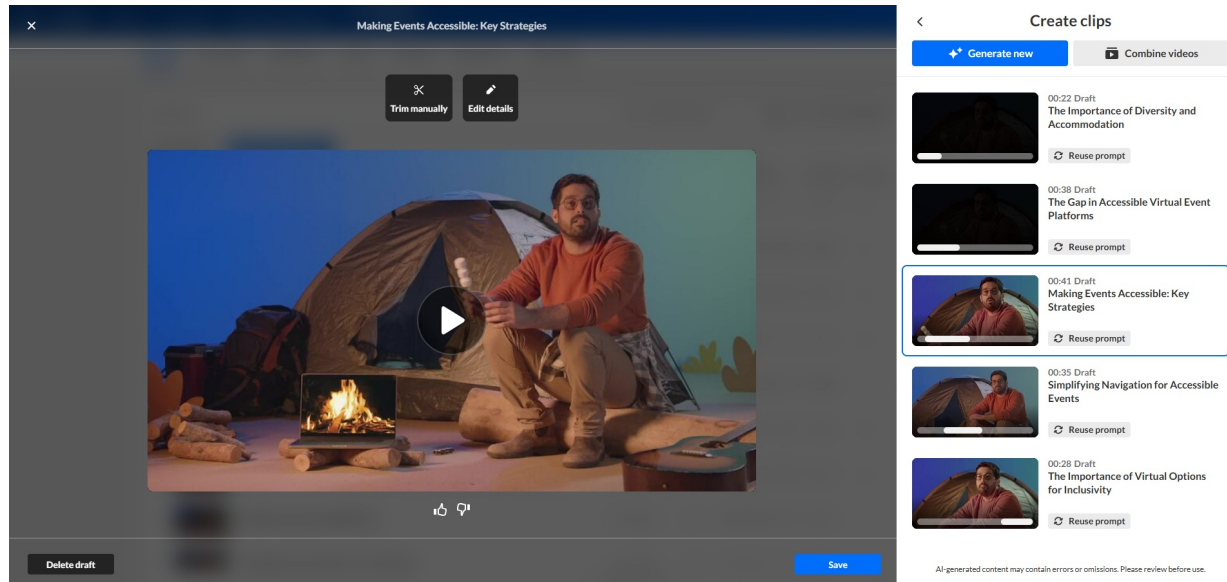 Making Events Accessible: Key Strategies
Trim manually
Edit details
Delete draft
Save
Create clips
Generate new
Combine videos
00:22 Draft
The Importance of Diversity and
Accommodation
Reuse prompt
00:38 Draft
The Gap in Accessible Virtual Event
Platforms
Reuse prompt
00:41 Draft
Making Events Accessible: Key
Strategies
Reuse prompt
00:35 Draft
Simplifying Navigation for Accessible
Events
Reuse prompt
00:28 Draft
The Importance of Virtual Options
for Inclusivity
Reuse prompt
AI-generated content may contain errors or omissions. Please review before use.